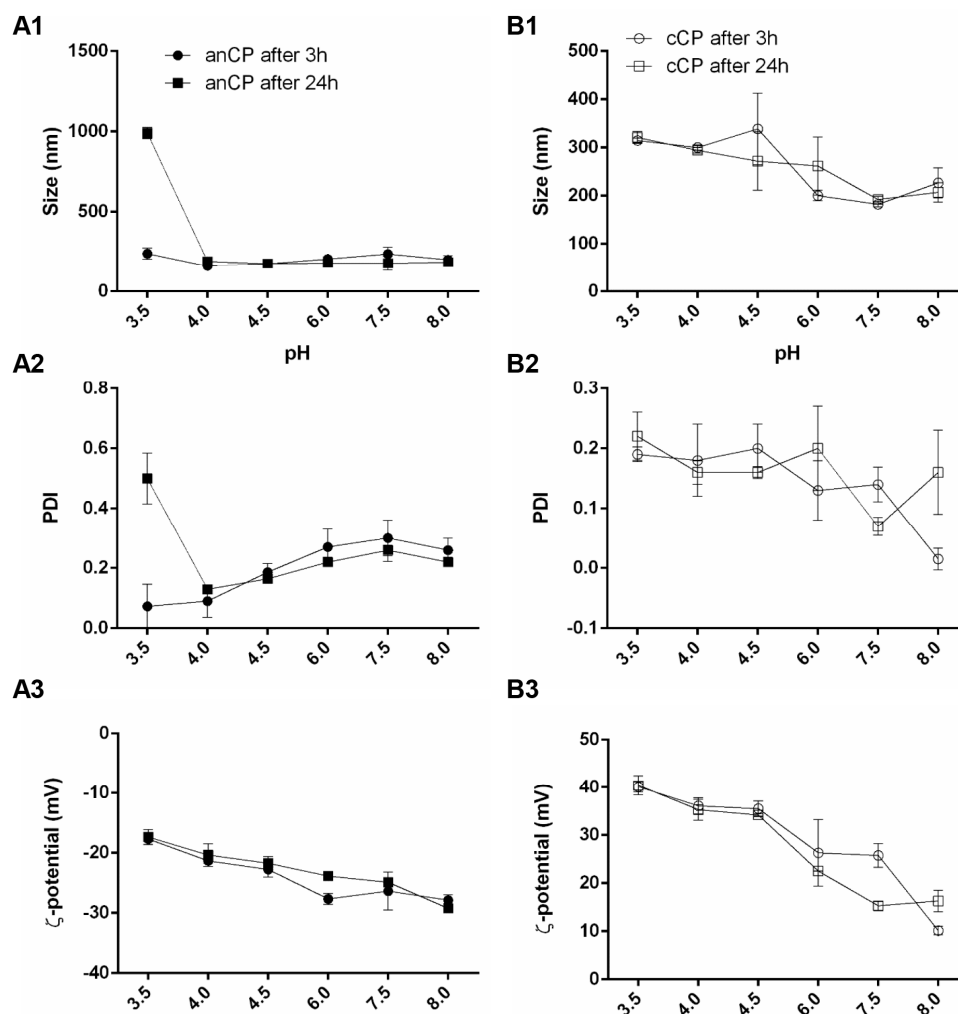 A1
anCP after 3h
anCP after 24h
1500
1000
500
0
Size (nm)
3.5 4.0 4.5 6.0 7.5 8.0
pH
B1
cCP after 3h
cCP after 24h
500
400
300
200
100
0
Size (nm)
3.5 4.0 4.5 6.0 7.5 8.0
pH
A2
0.8
0.6
0.4
0.2
0.0
PDI
3.5 4.0 4.5 6.0 7.5 8.0
B2
0.3
0.2
0.1
0.0
-0.1
PDI
3.5 4.0 4.5 6.0 7.5 8.0
A3
0
-10
-20
-30
-40
ζ-potential (mV)
3.5 4.0 4.5 6.0 7.5 8.0
B3
50
40
30
20
10
0
ζ-potential (mV)
3.5 4.0 4.5 6.0 7.5 8.0